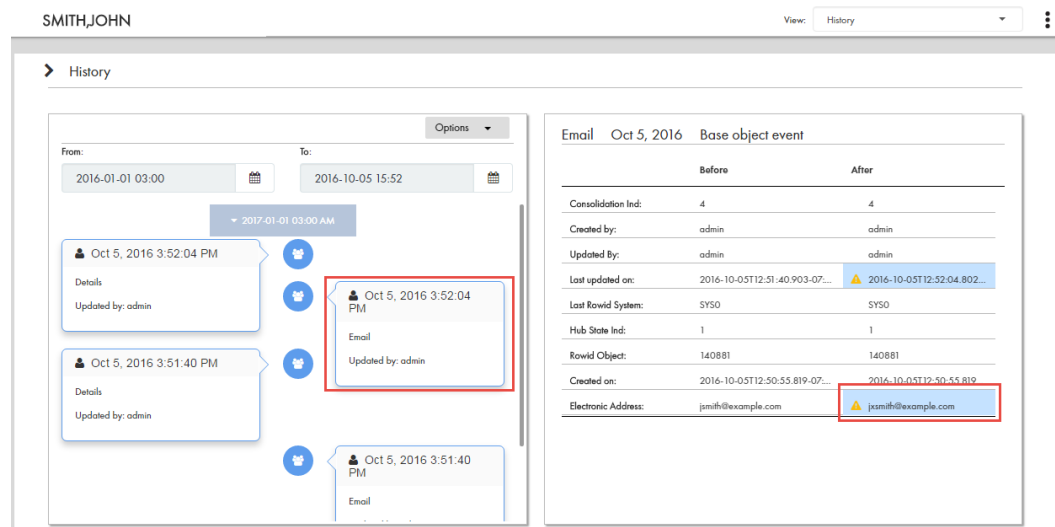 SMITH,JOHN
View: History
History
Options
From: To:
2016-01-01 03:00 2016-10-05 15:52
2017-01-01 03:00 AM
Oct 5, 2016 3:52:04 PM
Details
Updated by: admin
Oct 5, 2016 3:52:04
PM
Email
Updated by: admin
Oct 5, 2016 3:51:40 PM
Details
Updated by: admin
Oct 5, 2016 3:51:40
PM
Email
Email Oct 5, 2016 Base object event
Before After
Consolidation Ind: 4 4
Created by: admin admin
Updated By: admin admin
Last updated on: 2016-10-05T12:51:40.903-07:... 2016-10-05T12:52:04.802...
Last Rowid System: SYS0 SYS0
Hub State Ind: 1 1
Rowid Object: 140881 140881
Created on: 2016-10-05T12:50:55.819-07:... 2016-10-05T12:50:55.819
Electronic Address: jsmith@example.com jxsmith@example.com